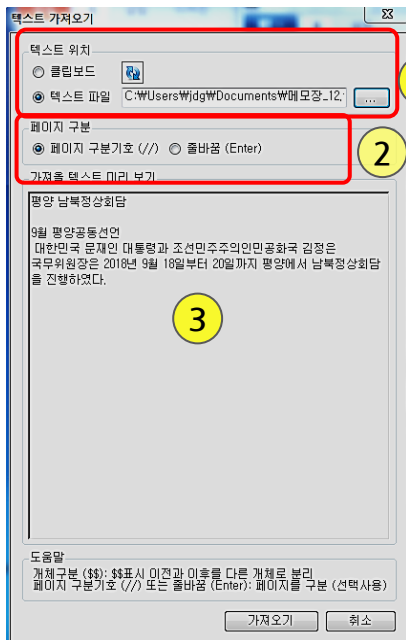 텍스트 가져오기
텍스트 위치
클립보드
텍스트 파일 C:₩Users₩jdg₩Documents₩메모장_12, ...
페이지 구분
페이지 구분기호 (//) 줄바꿈 (Enter)
2
가져올 텍스트 미리 보기
평양 남북정상회담
9월 평양공동선언
대한민국 문재인 대통령과 조선민주주의인민공화국 김정은
국무위원장은 2018년 9월 18일부터 20일까지 평양에서 남북정상회담
을 진행하였다.
3
도움말
개체구분 ($$): $$표시 이전과 이후를 다른 개체로 분리
페이지 구분기호 (//) 또는 줄바꿈 (Enter): 페이지를 구분 (선택사용)
가져오기 취소